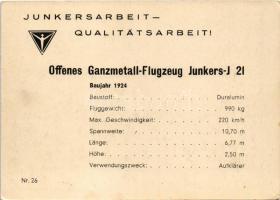 JUNKERSARBEIT —
QUALITÄTSARBEIT!
Offenes Ganzmetall-Flugzeug Junkers-J 21
Baujahr 1924
Baustoff: . . . . . . . . . . Duralumin
Fluggewicht: . . . . . . . . . . 990 kg
Max. Geschwindigkeit: . . . . . . 220 km/h
Spannweite: . . . . . . . . . . 10,70 m
Länge: . . . . . . . . . . 6,77 m
Höhe: . . . . . . . . . . 2,50 m
Verwendungszweck: . . . . . . Aufklärer
Nr. 26